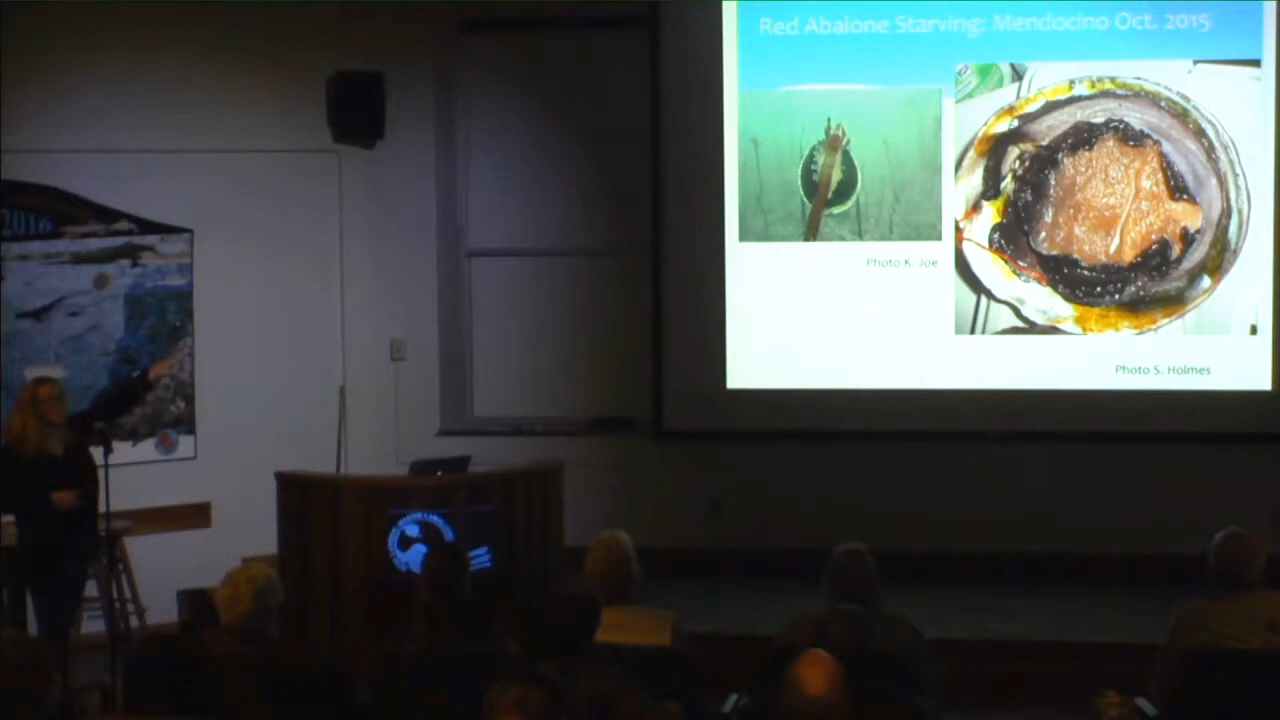 Red Abalone Starving: Mendocino Oct. 2015
2016
Photo K. Joe
Photo S. Holmes